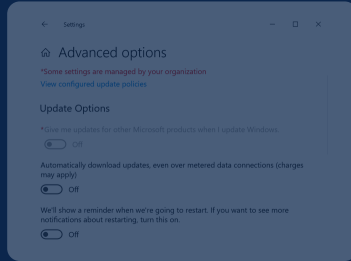 Settings
Advanced options
*Some settings are managed by your organization
View configured update policies
Update Options
*Give me updates for other Microsoft products when I update Windows.
Off
Automatically download updates, even over metered data connections (charges
may apply)
Off
We'll show a reminder when we're going to restart. If you want to see more
notifications about restarting, turn this on.
Off